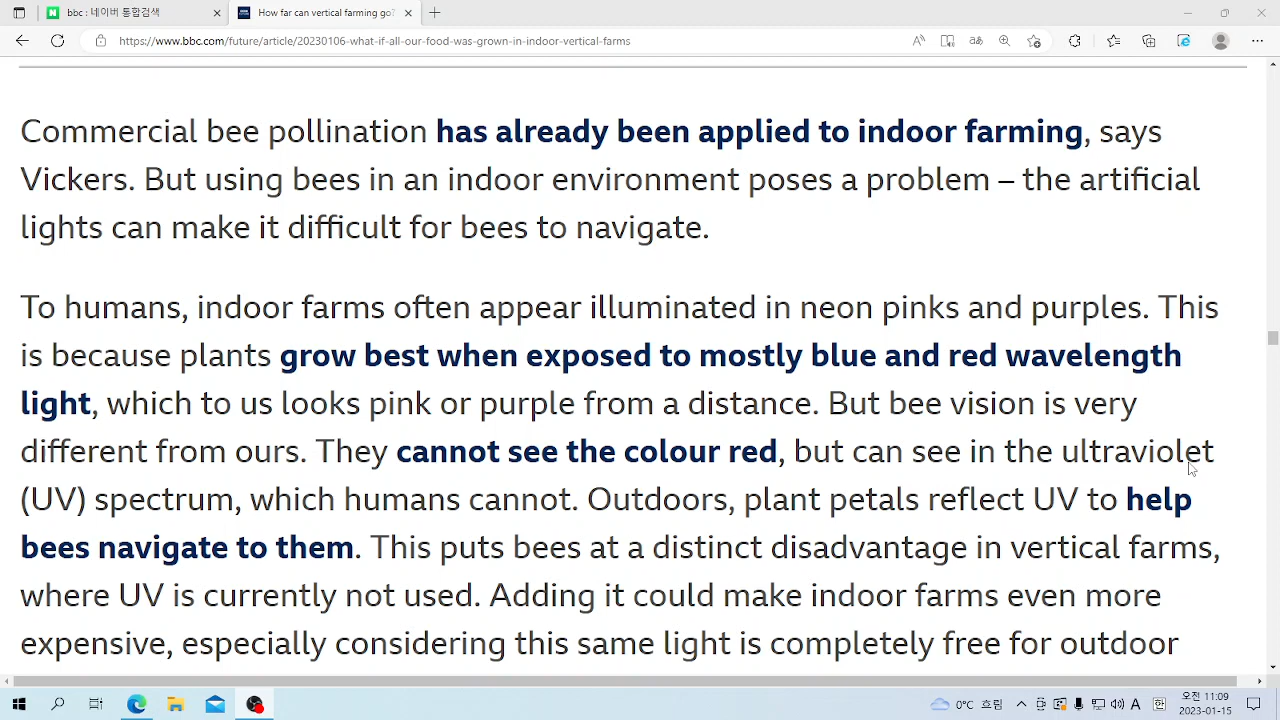 bbc : 네이버 통합검색
How far can vertical farming go?
https://www.bbc.com/future/article/20230106-what-if-all-our-food-was-grown-in-indoor-vertical-farms
Commercial bee pollination has already been applied to indoor farming, says
Vickers. But using bees in an indoor environment poses a problem – the artificial
lights can make it difficult for bees to navigate.
To humans, indoor farms often appear illuminated in neon pinks and purples. This
is because plants grow best when exposed to mostly blue and red wavelength
light, which to us looks pink or purple from a distance. But bee vision is very
different from ours. They cannot see the colour red, but can see in the ultraviolet
(UV) spectrum, which humans cannot. Outdoors, plant petals reflect UV to help
bees navigate to them. This puts bees at a distinct disadvantage in vertical farms,
where UV is currently not used. Adding it could make indoor farms even more
expensive, especially considering this same light is completely free for outdoor
0°C 흐림
A
오전 11:09
2023-01-15